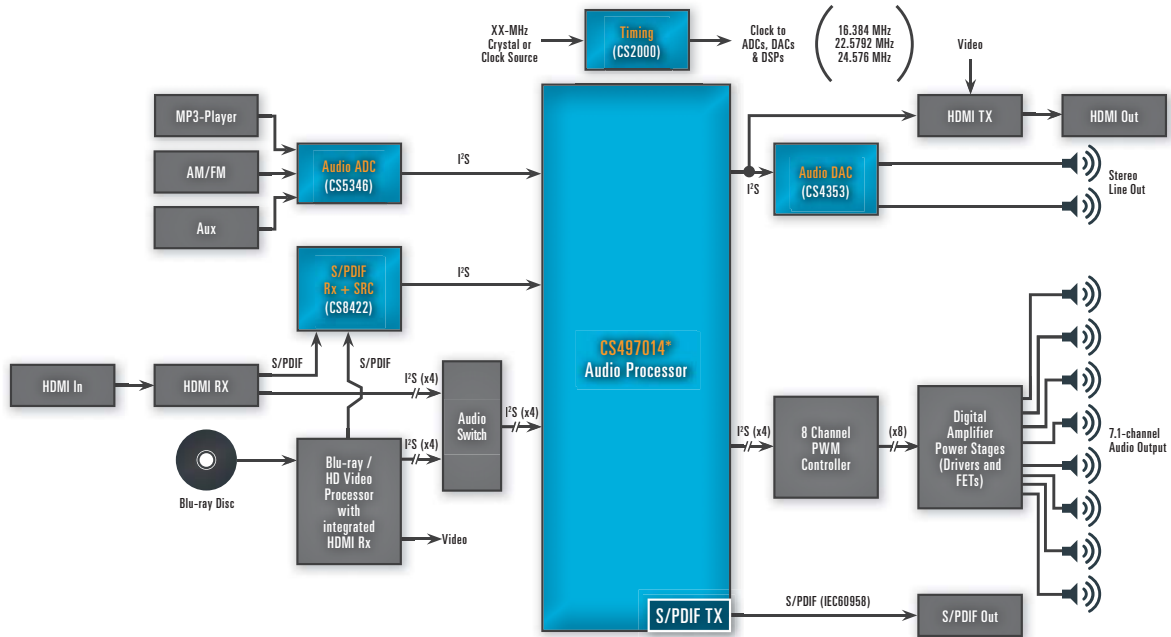 XX-MHz
Crystal or
Clock Source
Timing
(CS2000)
Clock to
ADCs, DACs
& DSPs
16.384 MHz
22.5792 MHz
24.576 MHz
Video
HDMI TX
HDMI Out
MP3-Player
AM/FM
Aux
Audio ADC
(CS5346)
I²S
I²S
Audio DAC
(CS4353)
Stereo
Line Out
S/PDIF
Rx + SRC
(CS8422)
I²S
CS497014*
Audio Processor
HDMI In
HDMI RX
S/PDIF
S/PDIF
I²S (x4)
I²S (x4)
Audio
Switch
I²S (x4)
Blu-ray Disc
Blu-ray /
HD Video
Processor
with
integrated
HDMI Rx
Video
I²S (x4)
8 Channel
PWM
Controller
(x8)
Digital
Amplifier
Power Stages
(Drivers and
FETs)
7.1-channel
Audio Output
S/PDIF TX
S/PDIF (IEC60958)
S/PDIF Out